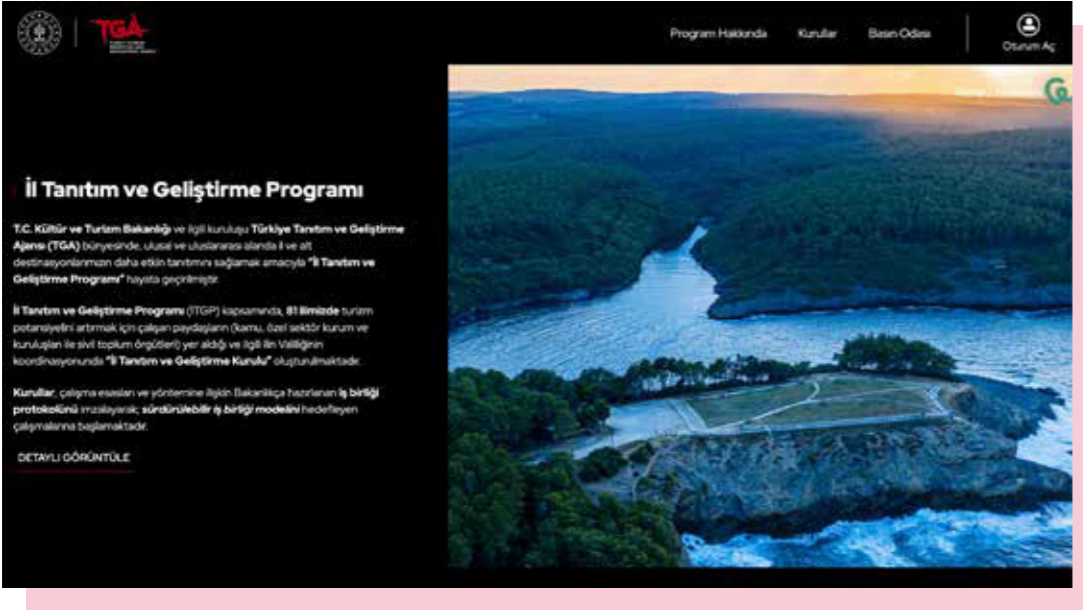 TGA
Program Hakkında
Kurullar
Basın Odası
Oturum Aç
İl Tanıtım ve Geliştirme Programı
T.C. Kültür ve Turizm Bakanlığı ve ilgili kuruluşu Türkiye Tanıtım ve Geliştirme
Ajansı (TGA) bünyesinde, ulusal ve uluslararası alanda il ve alt
destinasyonlarımızın daha etkin tanıtımını sağlamak amacıyla "İl Tanıtım ve
Geliştirme Programı" hayata geçirilmiştir.
İl Tanıtım ve Geliştirme Programı (İTGP) kapsamında, 81 ilimizde turizm
potansiyelini artırmak için çalışan paydaşların (kamu, özel sektör kurum ve
kuruluşları ile sivil toplum örgütleri) yer aldığı ve ilgili ilin Valiliğinin
koordinasyonunda "İl Tanıtım ve Geliştirme Kurulu" oluşturulmaktadır.
Kurullar, çalışma esasları ve yöntemine ilişkin Bakanlıkça hazırlanan iş birliği
protokolünü imzalayarak, sürdürülebilir iş birliği modelini hedefleyen
çalışmalarına başlamaktadır.
DETAYLI GÖRÜNTÜLE